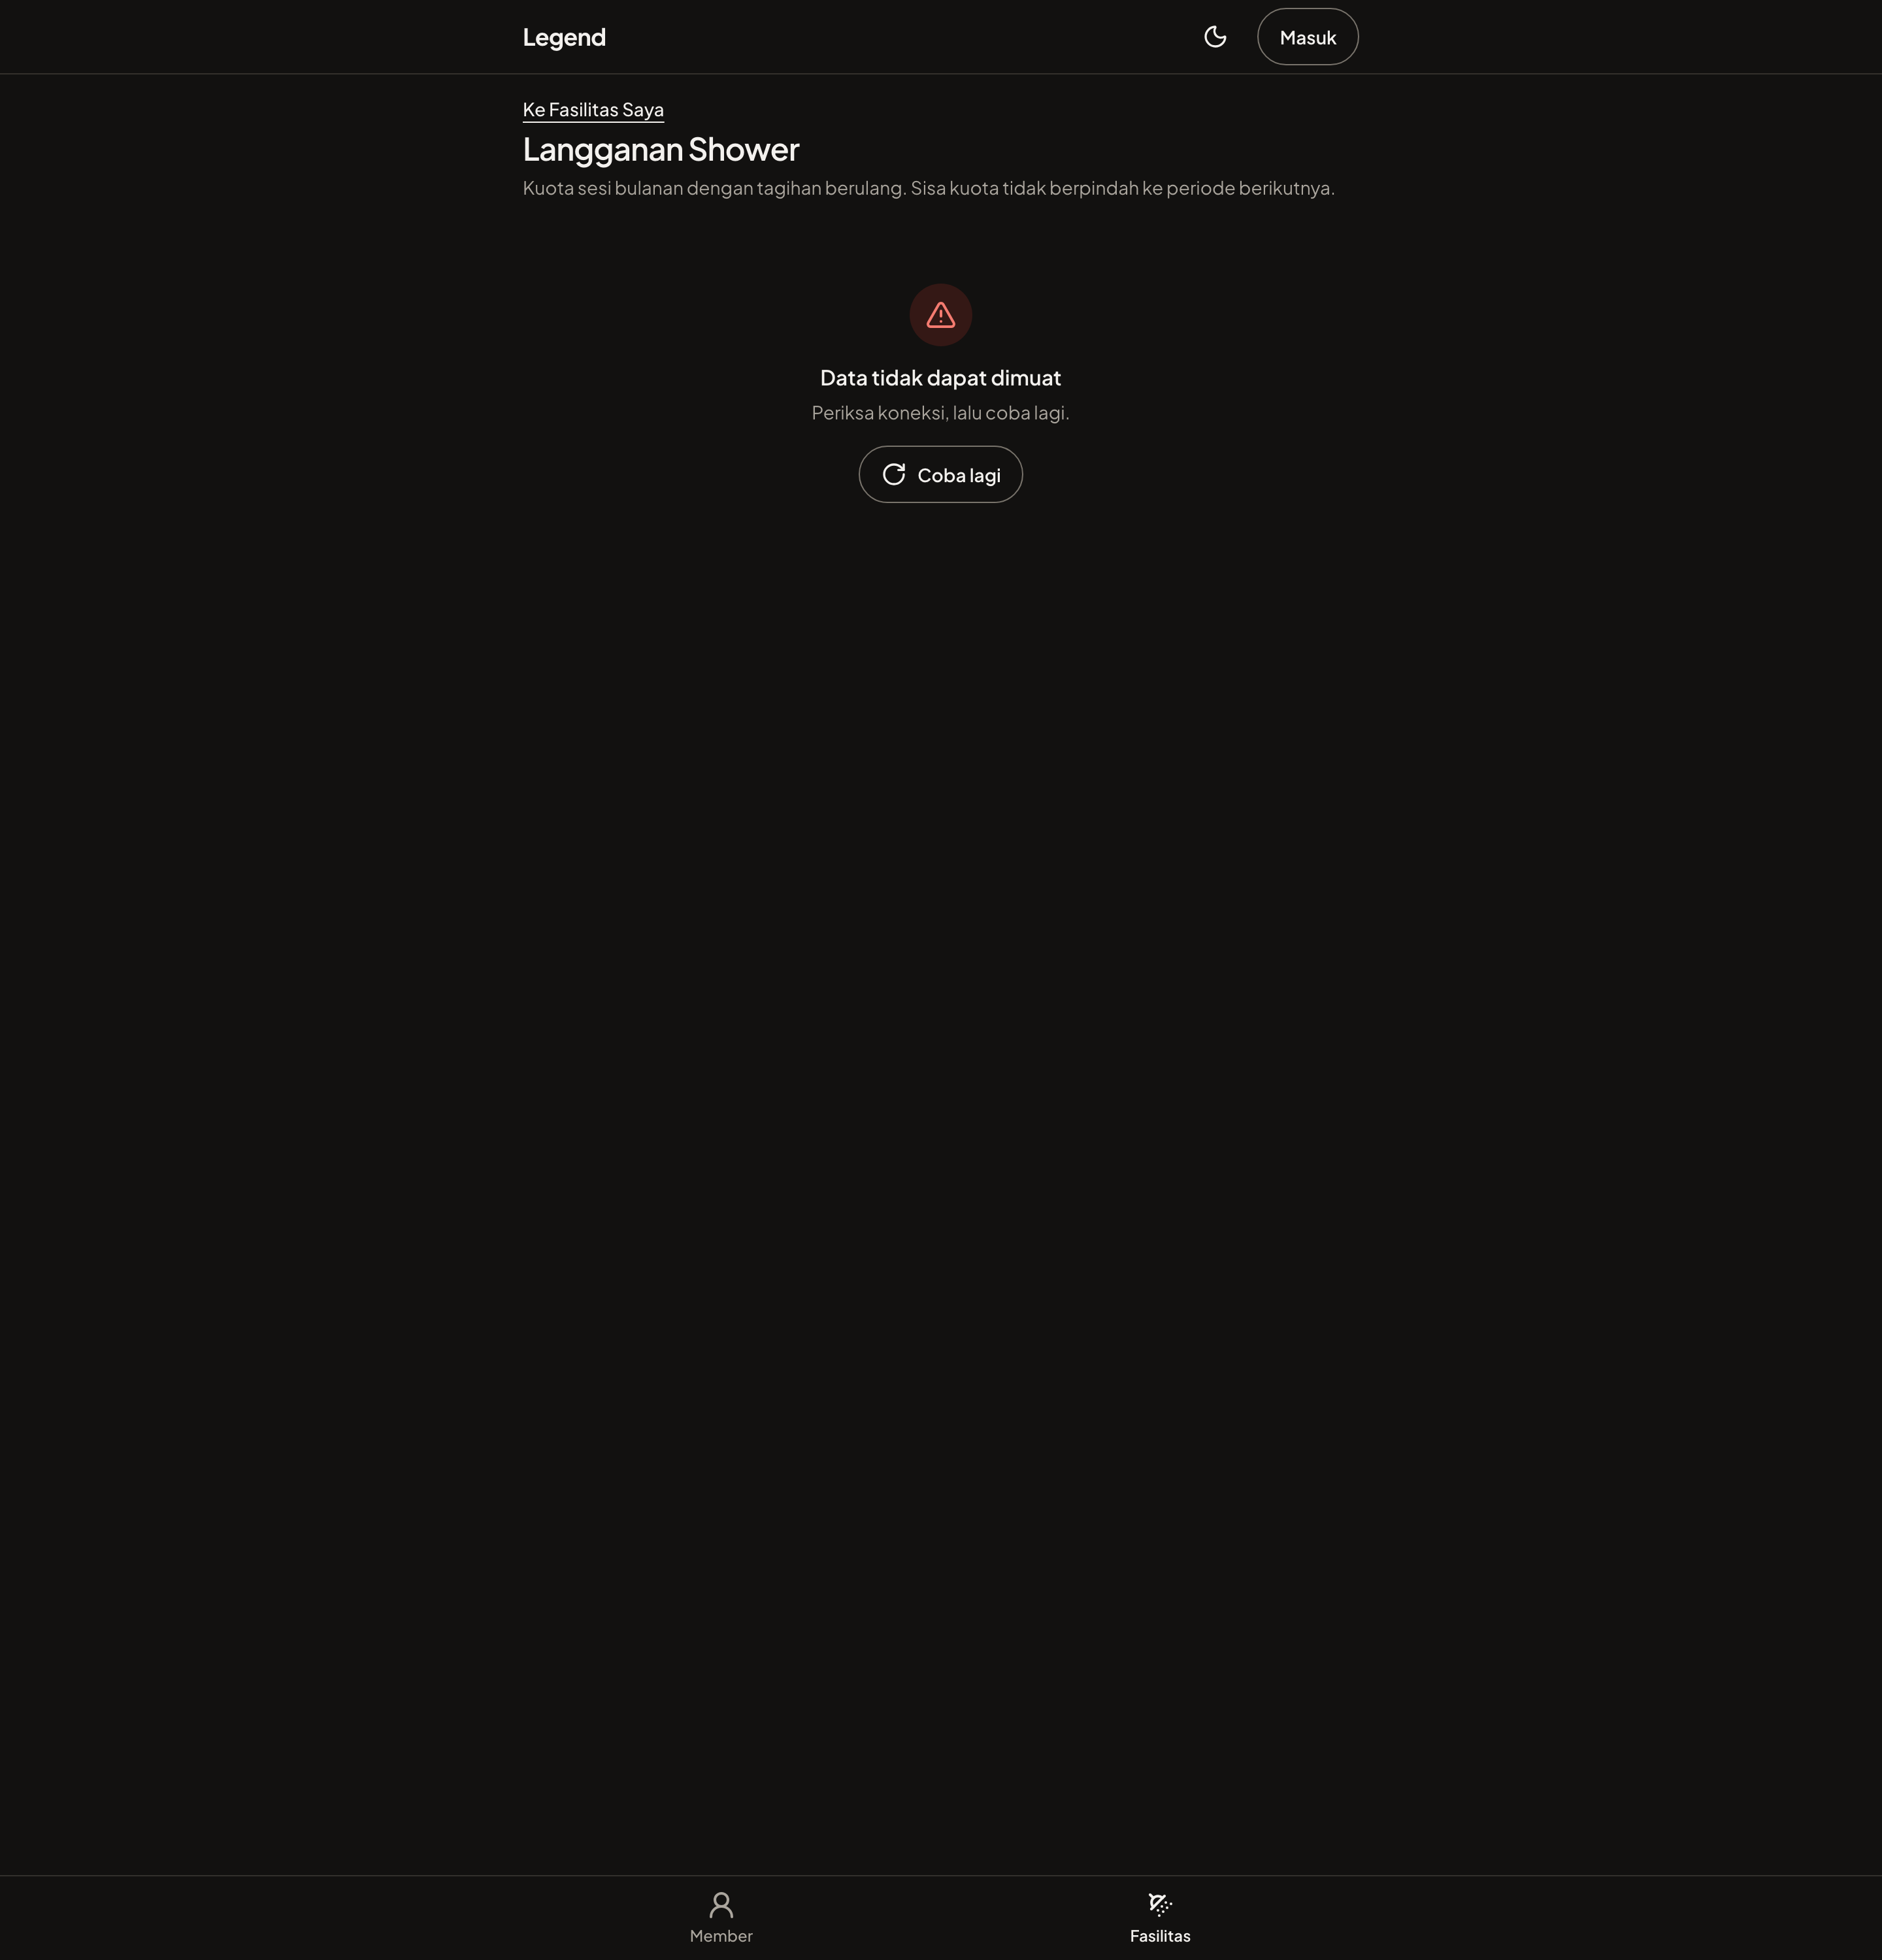 Legend
Masuk
Ke Fasilitas Saya
Langganan Shower
Kuota sesi bulanan dengan tagihan berulang. Sisa kuota tidak berpindah ke periode berikutnya.
Data tidak dapat dimuat
Periksa koneksi, lalu coba lagi.
Coba lagi
Member
Fasilitas